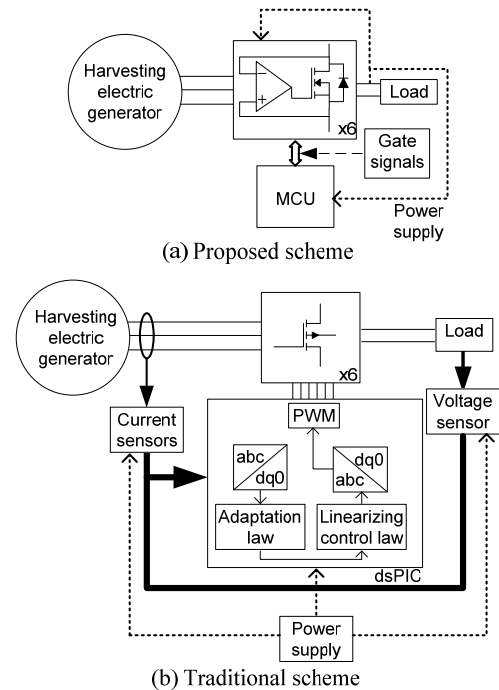 Harvesting
electric
generator
−
+
x6
Load
Gate
signals
MCU
Power
supply
(a) Proposed scheme
Harvesting
electric
generator
x6
Load
Current
sensors
Voltage
sensor
PWM
abc
dq0
dq0
abc
Adaptation
law
Linearizing
control law
dsPIC
Power
supply
(b) Traditional scheme